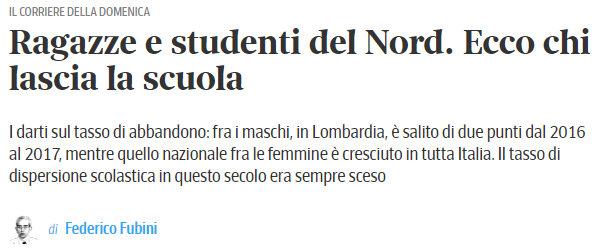 IL CORRIERE DELLA DOMENICA
Ragazze e studenti del Nord. Ecco chi
lascia la scuola
I darti sul tasso di abbandono: fra i maschi, in Lombardia, è salito di due punti dal 2016
al 2017, mentre quello nazionale fra le femmine è cresciuto in tutta Italia. Il tasso di
dispersione scolastica in questo secolo era sempre sceso
di Federico Fubini